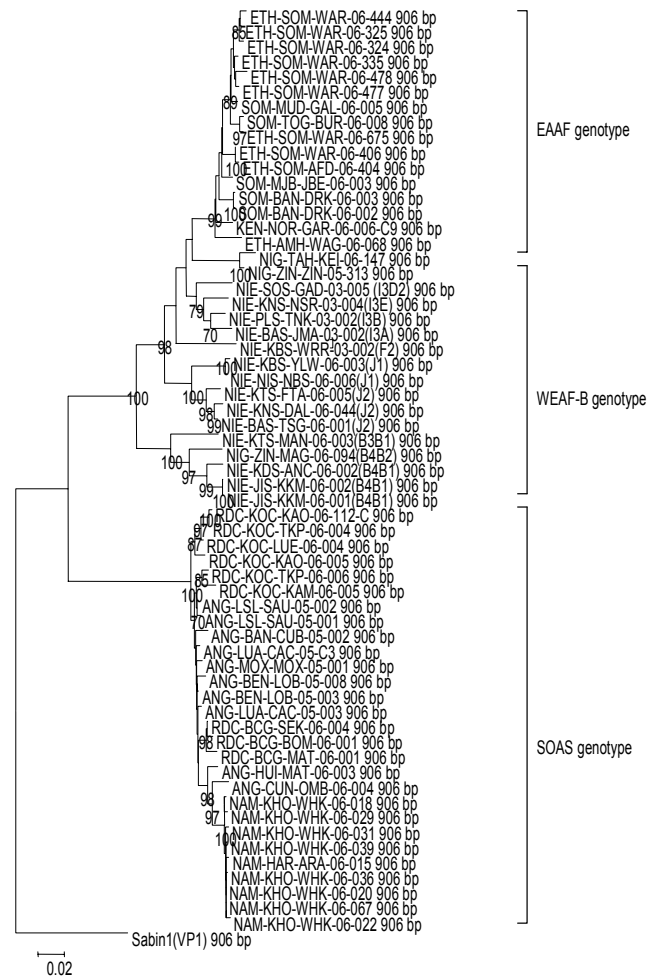 ETH-SOM-WAR-06-444 906 bp
85
ETH-SOM-WAR-06-325 906 bp
ETH-SOM-WAR-06-324 906 bp
ETH-SOM-WAR-06-335 906 bp
ETH-SOM-WAR-06-478 906 bp
ETH-SOM-WAR-06-477 906 bp
89
SOM-MUD-GAL-06-005 906 bp
SOM-TOG-BUR-06-008 906 bp
97
ETH-SOM-WAR-06-675 906 bp
EAAF genotype
ETH-SOM-WAR-06-406 906 bp
100
ETH-SOM-AFD-06-404 906 bp
SOM-MJB-JBE-06-003 906 bp
SOM-BAN-DRK-06-003 906 bp
100
SOM-BAN-DRK-06-002 906 bp
99
KEN-NOR-GAR-06-006-C9 906 bp
ETH-AMH-WAG-06-068 906 bp
NIG-TAH-KEI-06-147 906 bp
100
NIG-ZIN-ZIN-05-313 906 bp
NIE-SOS-GAD-03-005 (I3D2) 906 bp
NIE-KNS-NSR-03-004(I3E) 906 bp
79
NIE-PLS-TNK-03-002(I3B) 906 bp
70
NIE-BAS-JMA-03-002(I3A) 906 bp
98
NIE-KBS-WRR-03-002(F2) 906 bp
100
NIE-KBS-YLW-06-003(J1) 906 bp
NIE-NIS-NBS-06-006(J1) 906 bp
100
100
NIE-KTS-FTA-06-005(J2) 906 bp
WEAF-B genotype
98
NIE-KNS-DAL-06-044(J2) 906 bp
99
NIE-BAS-TSG-06-001(J2) 906 bp
NIE-KTS-MAN-06-003(B3B1) 906 bp
100
NIG-ZIN-MAG-06-094(B4B2) 906 bp
97
NIE-KDS-ANC-06-002(B4B1) 906 bp
99
NIE-JIS-KKM-06-002(B4B1) 906 bp
100
NIE-JIS-KKM-06-001(B4B1) 906 bp
100
RDC-KOC-KAO-06-112-C 906 bp
97
RDC-KOC-TKP-06-004 906 bp
87
RDC-KOC-LUE-06-004 906 bp
RDC-KOC-KAO-06-005 906 bp
85
RDC-KOC-TKP-06-006 906 bp
100
RDC-KOC-KAM-06-005 906 bp
ANG-LSL-SAU-05-002 906 bp
70
ANG-LSL-SAU-05-001 906 bp
ANG-BAN-CUB-05-002 906 bp
ANG-LUA-CAC-05-C3 906 bp
ANG-MOX-MOX-05-001 906 bp
ANG-BEN-LOB-05-008 906 bp
ANG-BEN-LOB-05-003 906 bp
ANG-LUA-CAC-05-003 906 bp
RDC-BCG-SEK-06-004 906 bp
98
RDC-BCG-BOM-06-001 906 bp
SOAS genotype
RDC-BCG-MAT-06-001 906 bp
ANG-HUI-MAT-06-003 906 bp
ANG-CUN-OMB-06-004 906 bp
98
NAM-KHO-WHK-06-018 906 bp
97
NAM-KHO-WHK-06-029 906 bp
NAM-KHO-WHK-06-031 906 bp
100
NAM-KHO-WHK-06-039 906 bp
NAM-HAR-ARA-06-015 906 bp
NAM-KHO-WHK-06-036 906 bp
NAM-KHO-WHK-06-020 906 bp
NAM-KHO-WHK-06-067 906 bp
NAM-KHO-WHK-06-022 906 bp
Sabin1(VP1) 906 bp
0.02